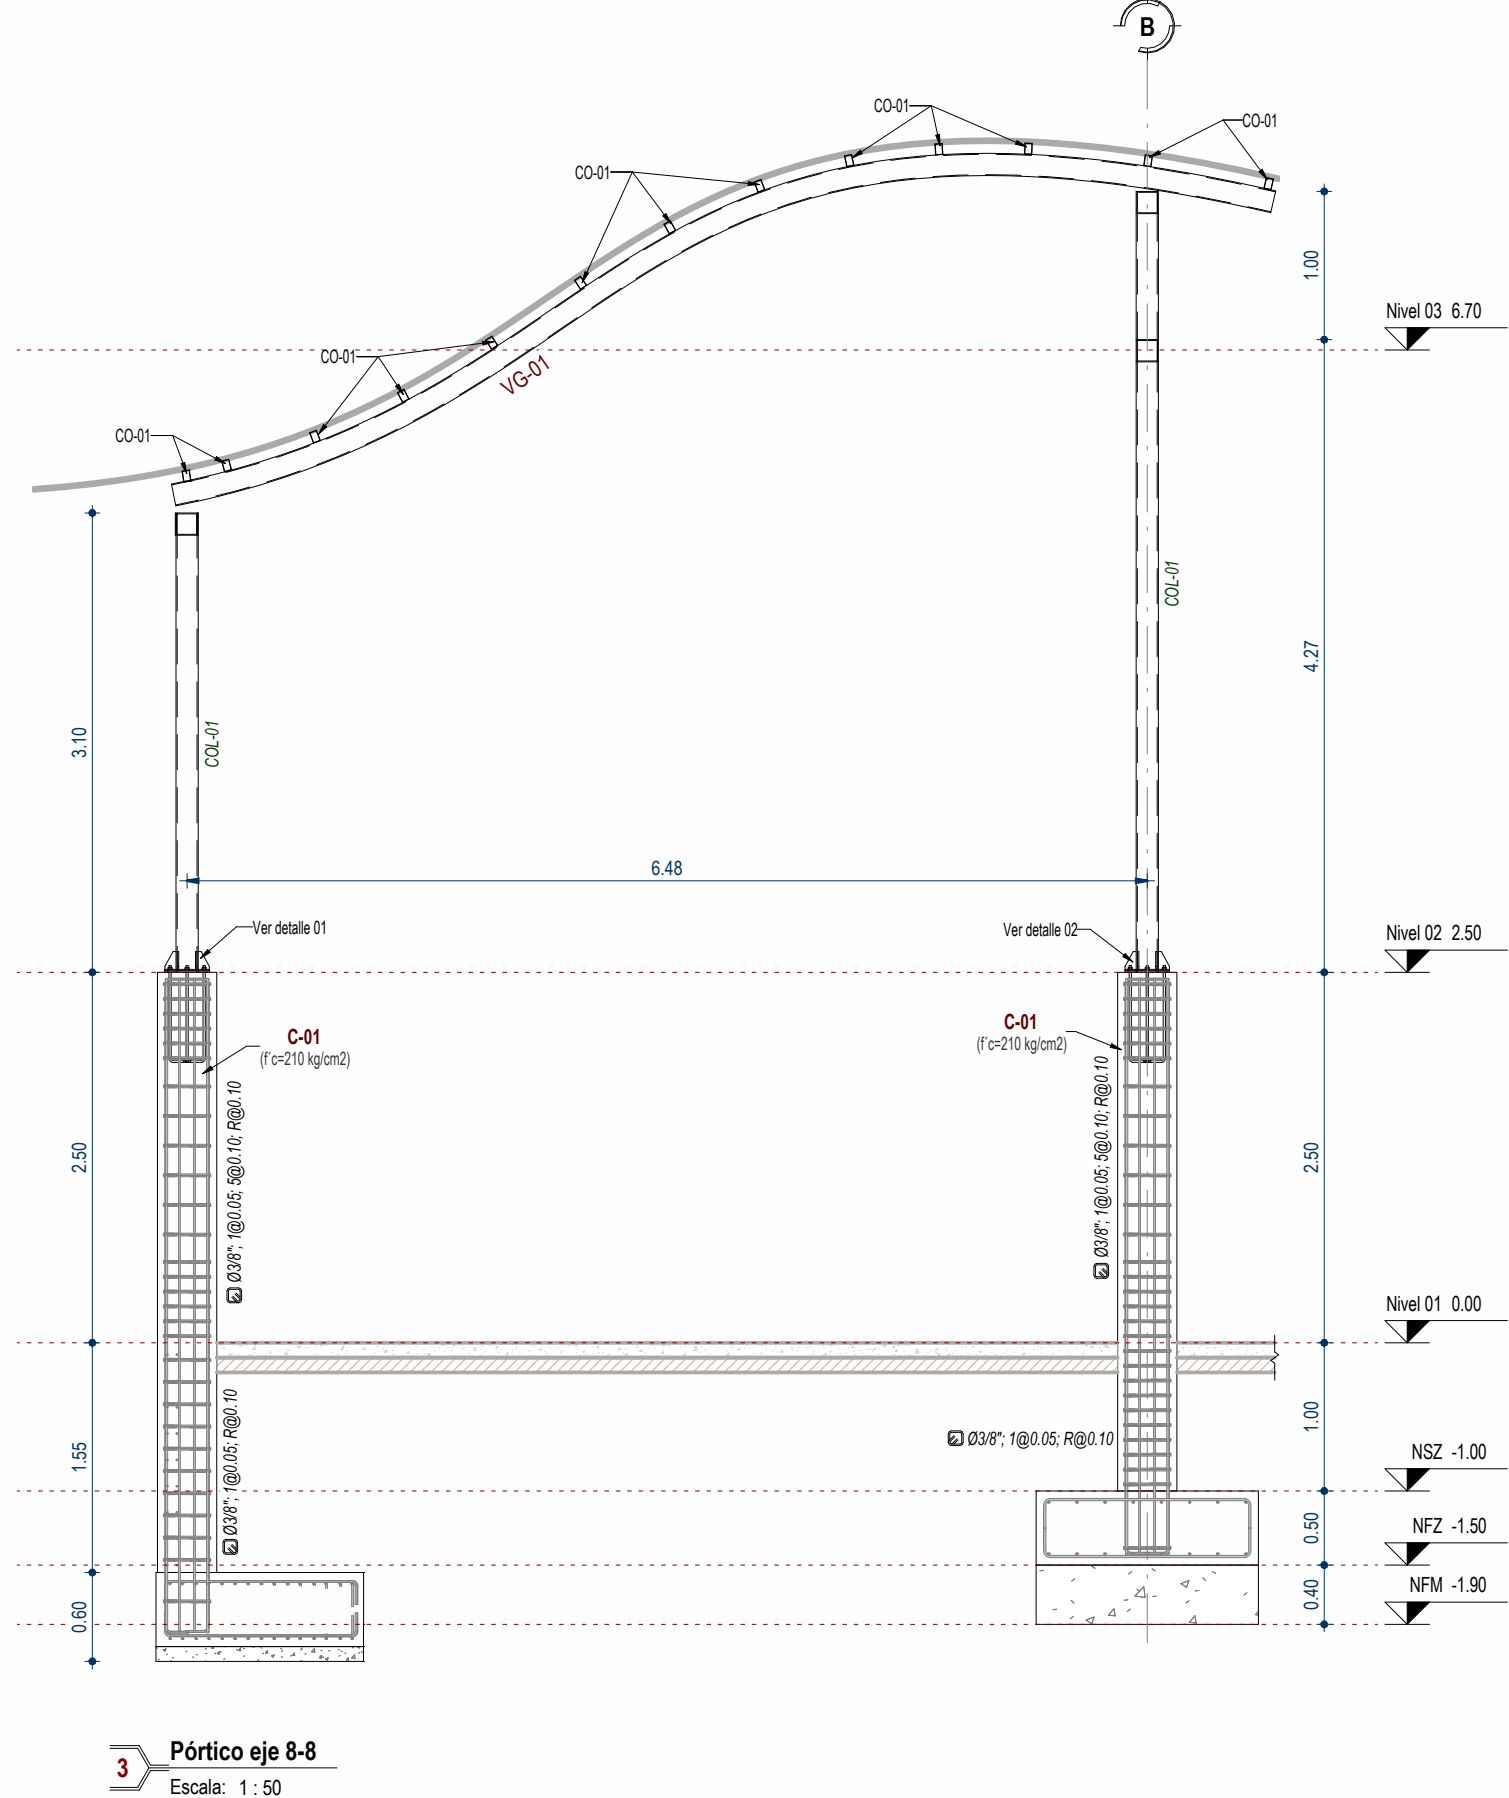 B
CO-01
CO-01
CO-01
CO-01
CO-01
VG-01
1.00
Nivel 03 6.70
COL-01
COL-01
4.27
3.10
6.48
Ver detalle 01
Ver detalle 02
Nivel 02 2.50
C-01
(f´c=210 kg/cm2)
C-01
(f´c=210 kg/cm2)
Ø3/8"; 1@0.05; 5@0.10; R@0.10
Ø3/8"; 1@0.05; 5@0.10; R@0.10
2.50
2.50
Nivel 01 0.00
1.55
Ø3/8"; 1@0.05; R@0.10
Ø3/8"; 1@0.05; R@0.10
1.00
NSZ -1.00
0.50
NFZ -1.50
0.60
0.40
NFM -1.90
3
Pórtico eje 8-8
Escala: 1 : 50